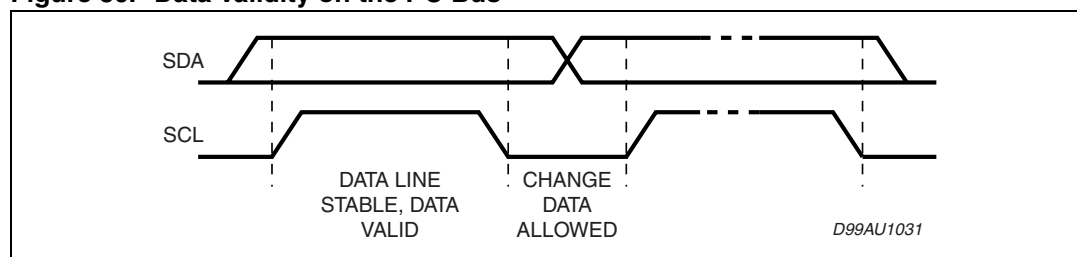 SDA
SCL
DATA LINE
STABLE, DATA
VALID
CHANGE
DATA
ALLOWED
D99AU1031